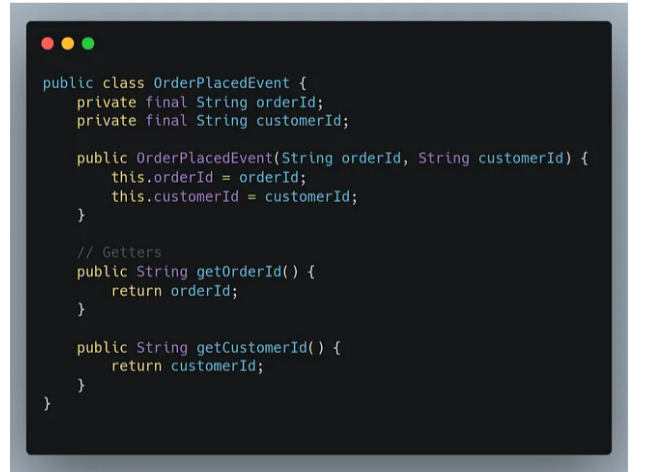 public class OrderPlacedEvent {
    private final String orderId;
    private final String customerId;

    public OrderPlacedEvent(String orderId, String customerId) {
        this.orderId = orderId;
        this.customerId = customerId;
    }

    // Getters
    public String getOrderId() {
        return orderId;
    }

    public String getCustomerId() {
        return customerId;
    }
}